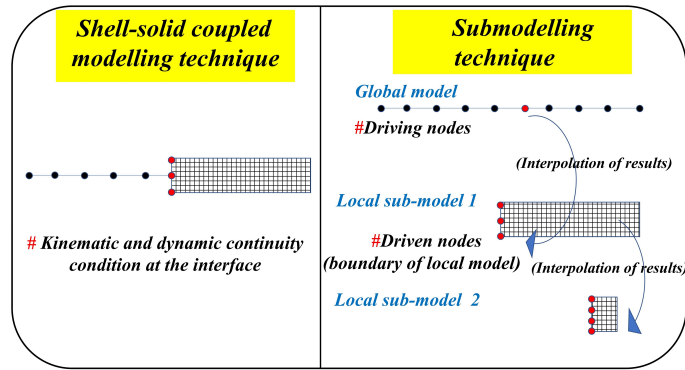 Shell-solid coupled
modelling technique
# Kinematic and dynamic continuity
condition at the interface
Submodelling
technique
Global model
#Driving nodes
(Interpolation of results)
Local sub-model 1
#Driven nodes
(boundary of local model)
(Interpolation of results)
Local sub-model 2